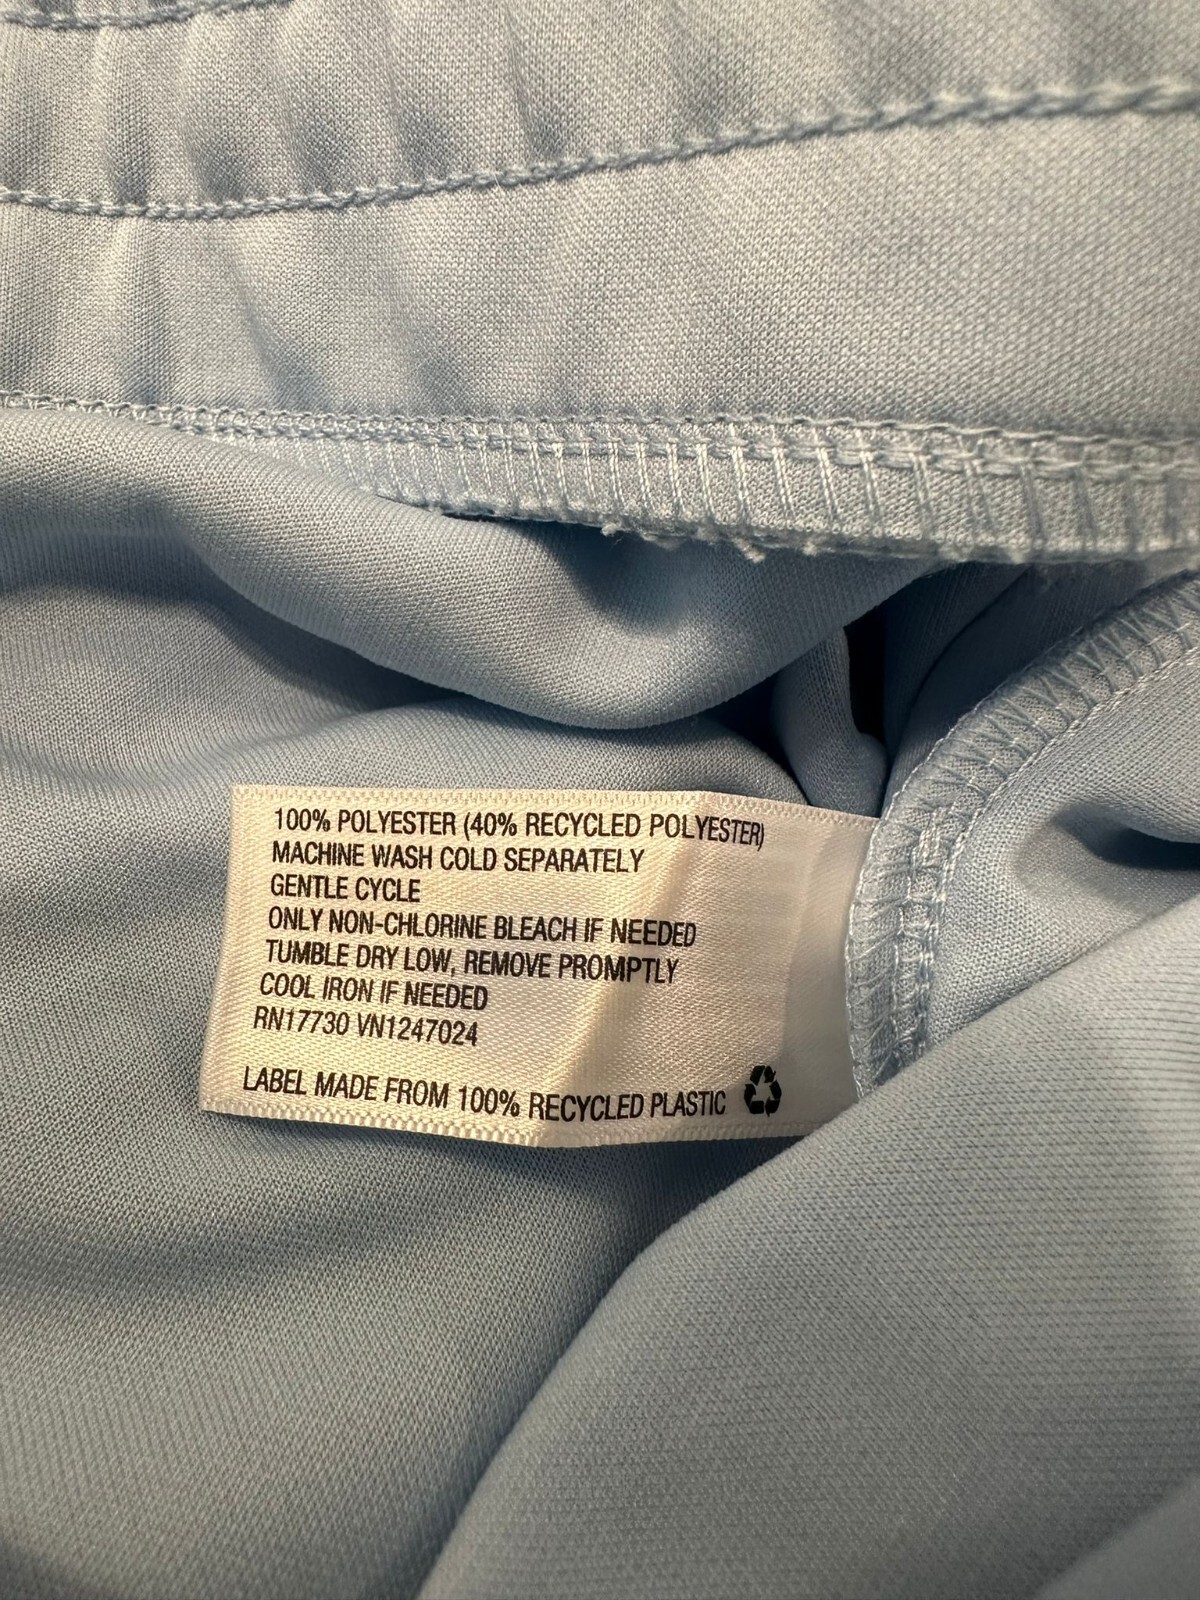 100% POLYESTER (40% RECYCLED POLYESTER)
MACHINE WASH COLD SEPARATELY
GENTLE CYCLE
ONLY NON-CHLORINE BLEACH IF NEEDED
TUMBLE DRY LOW, REMOVE PROMPTLY
COOL IRON IF NEEDED
RN17730 VN1247024
LABEL MADE FROM 100% RECYCLED PLASTIC